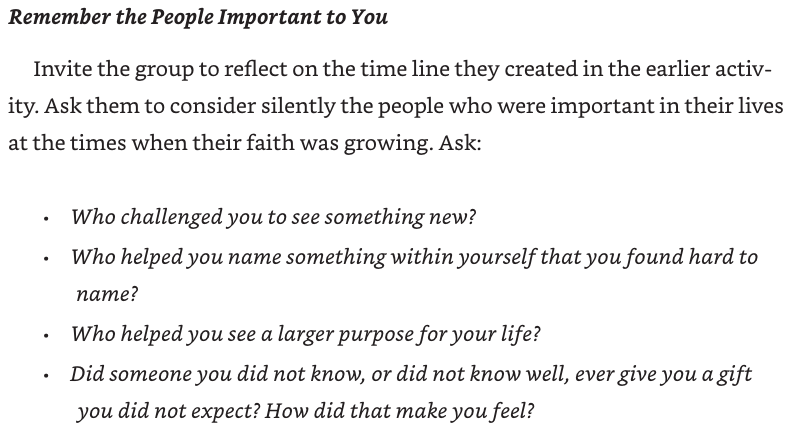 Remember the People Important to You
Invite the group to reflect on the time line they created in the earlier activ-
ity. Ask them to consider silently the people who were important in their lives
at the times when their faith was growing. Ask:
• Who challenged you to see something new?
• Who helped you name something within yourself that you found hard to
name?
• Who helped you see a larger purpose for your life?
• Did someone you did not know, or did not know well, ever give you a gift
you did not expect? How did that make you feel?